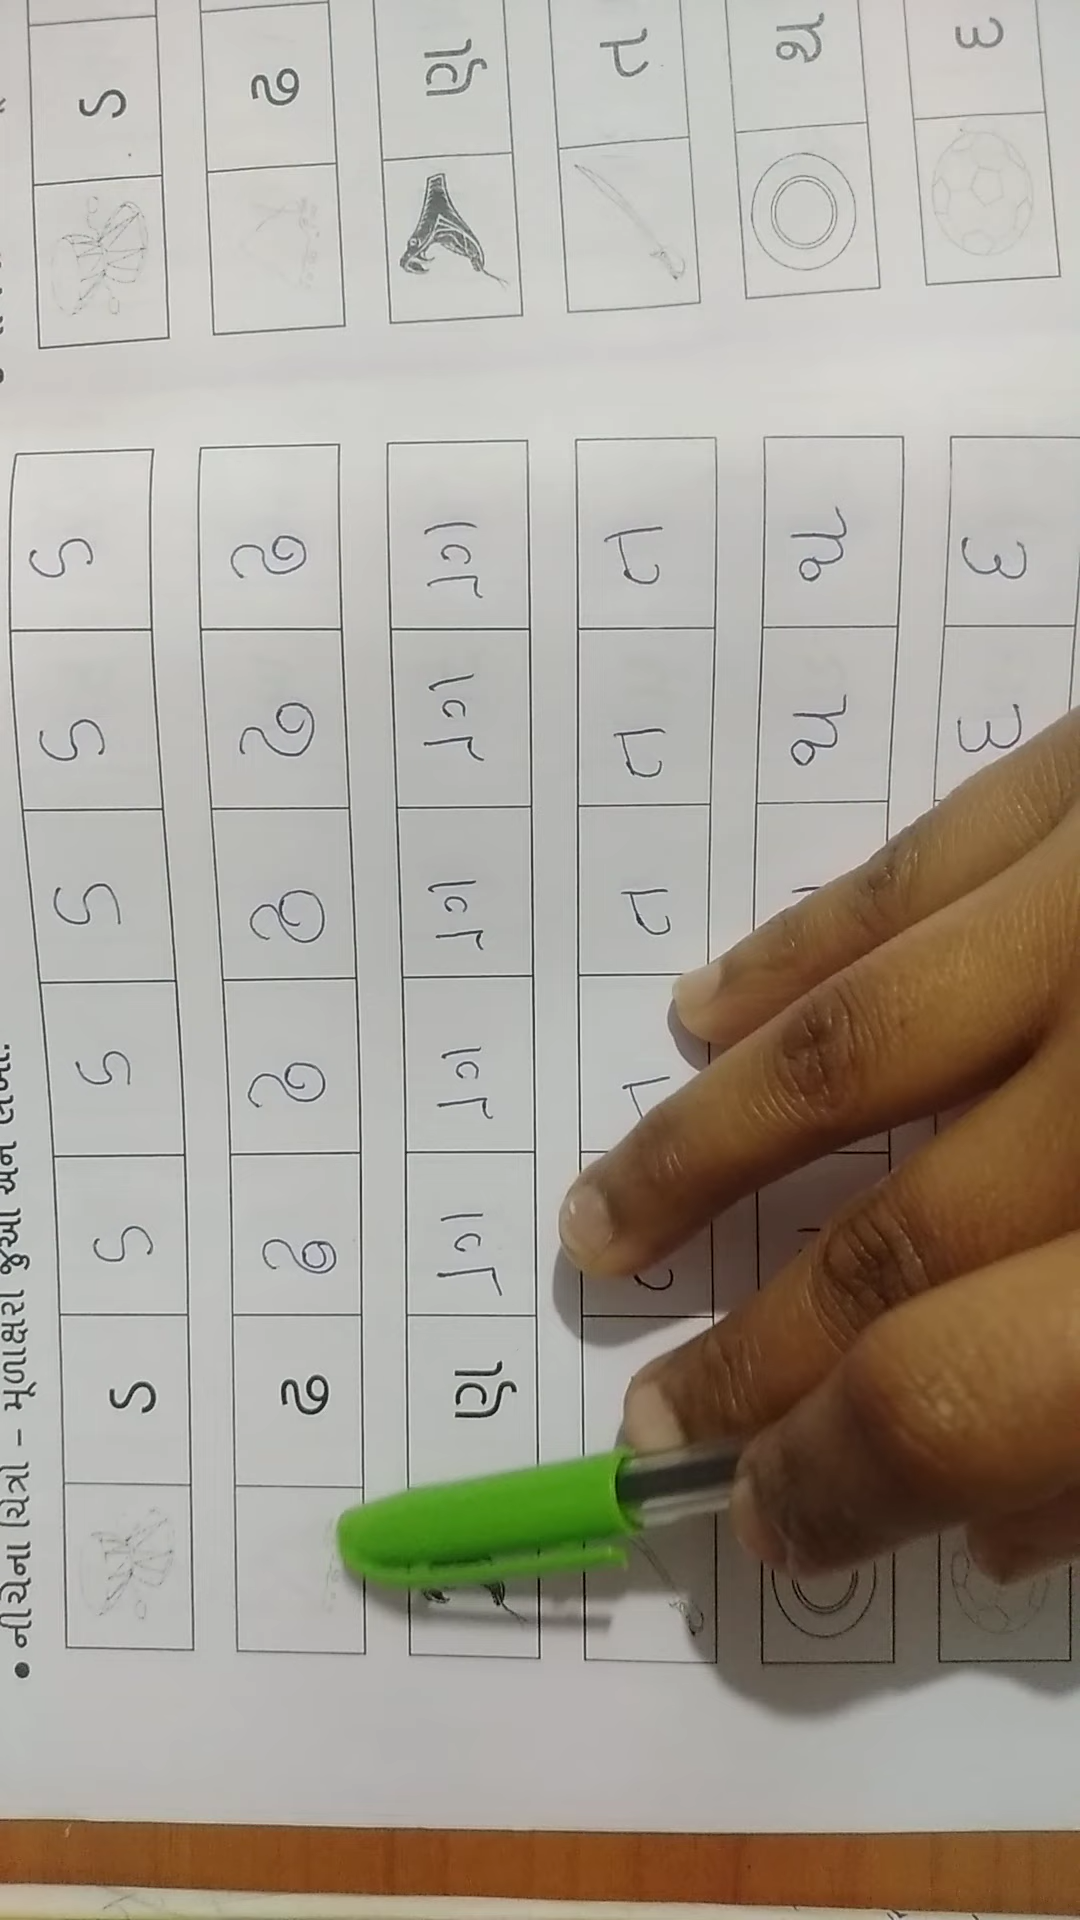 • નીચેના ચિત્રો – મૂળાક્ષરો જુઓ અને લખો.
ડ ડ ડ ડ ડ ડ
ઢ ઢ ઢ ઢ ઢ ઢ
ણ ણ ણ ણ ણ ણ
ત ત ત
થ થ
દ દ
ડ
ઢ
ણ
ત
થ
દ